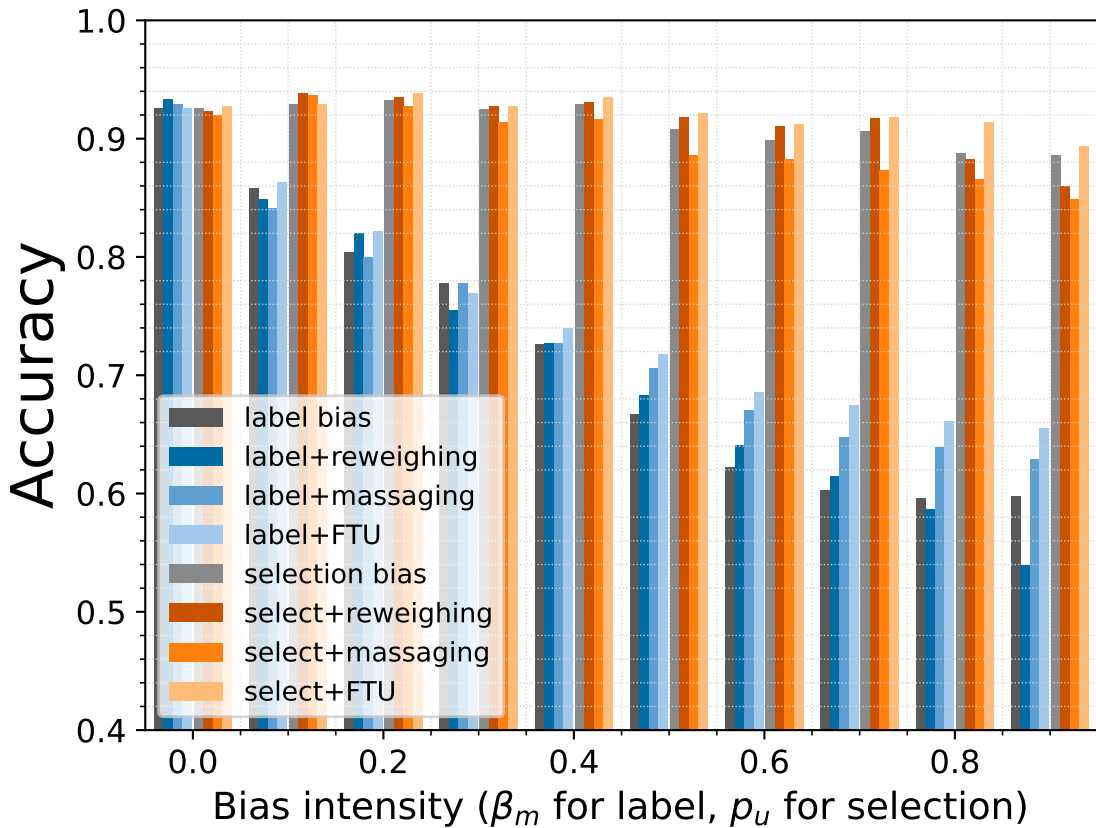 1.0
0.9
0.8
0.7
0.6
0.5
0.4
Accuracy
label bias
label+reweighing
label+massaging
label+FTU
selection bias
select+reweighing
select+massaging
select+FTU
0.0 0.2 0.4 0.6 0.8
Bias intensity (βm for label, pu for selection)